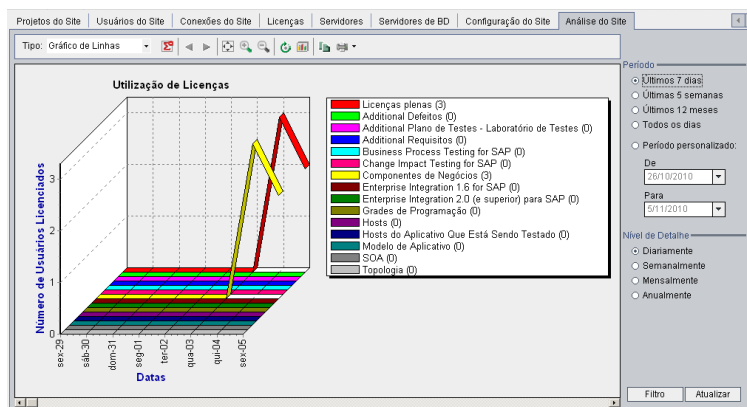 Projetos do Site
Usuários do Site
Conexões do Site
Licenças
Servidores
Servidores de BD
Configuração do Site
Análise do Site
Tipo: Gráfico de Linhas
Utilização de Licenças
Número de Usuários Licenciados
3
2
1
0
sex-29
sáb-30
dom-31
seg-01
ter-02
qua-03
qui-04
sex-05
Datas
Licenças plenas (3)
Additional Defeitos (0)
Additional Plano de Testes - Laboratório de Testes (0)
Additional Requisitos (0)
Business Process Testing for SAP (0)
Change Impact Testing for SAP (0)
Componentes de Negócios (3)
Enterprise Integration 1.6 for SAP (0)
Enterprise Integration 2.0 (e superior) para SAP (0)
Grades de Programação (0)
Hosts (0)
Hosts do Aplicativo Que Está Sendo Testado (0)
Modelo de Aplicativo (0)
SOA (0)
Topologia (0)
Período
Últimos 7 dias
Últimas 5 semanas
Últimos 12 meses
Todos os dias
Período personalizado:
De
26/10/2010
Para
5/11/2010
Nível de Detalhe
Diariamente
Semanalmente
Mensalmente
Anualmente
Filtro
Atualizar